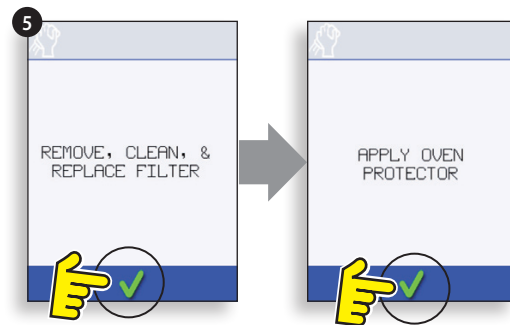 5
REMOVE, CLEAN, &
REPLACE FILTER
APPLY OVEN
PROTECTOR